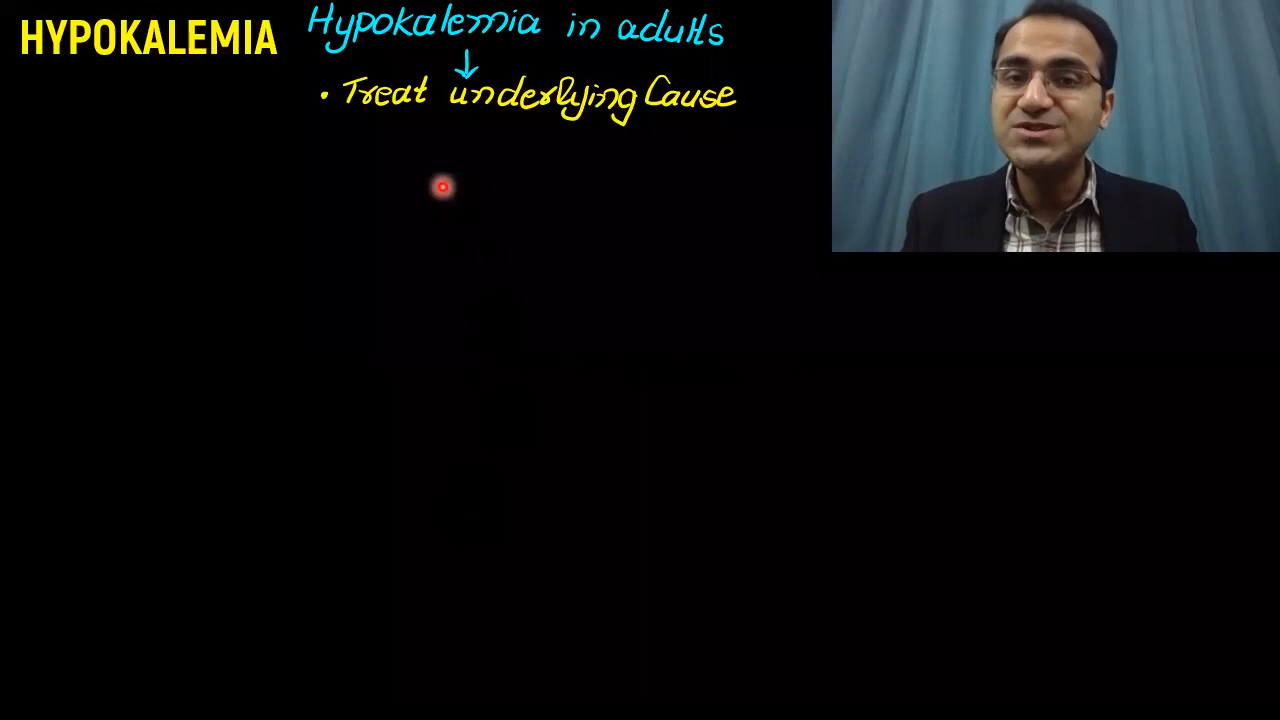 HYPOKALEMIA
Hypokalemia in adults
↓
• Treat underlying Cause